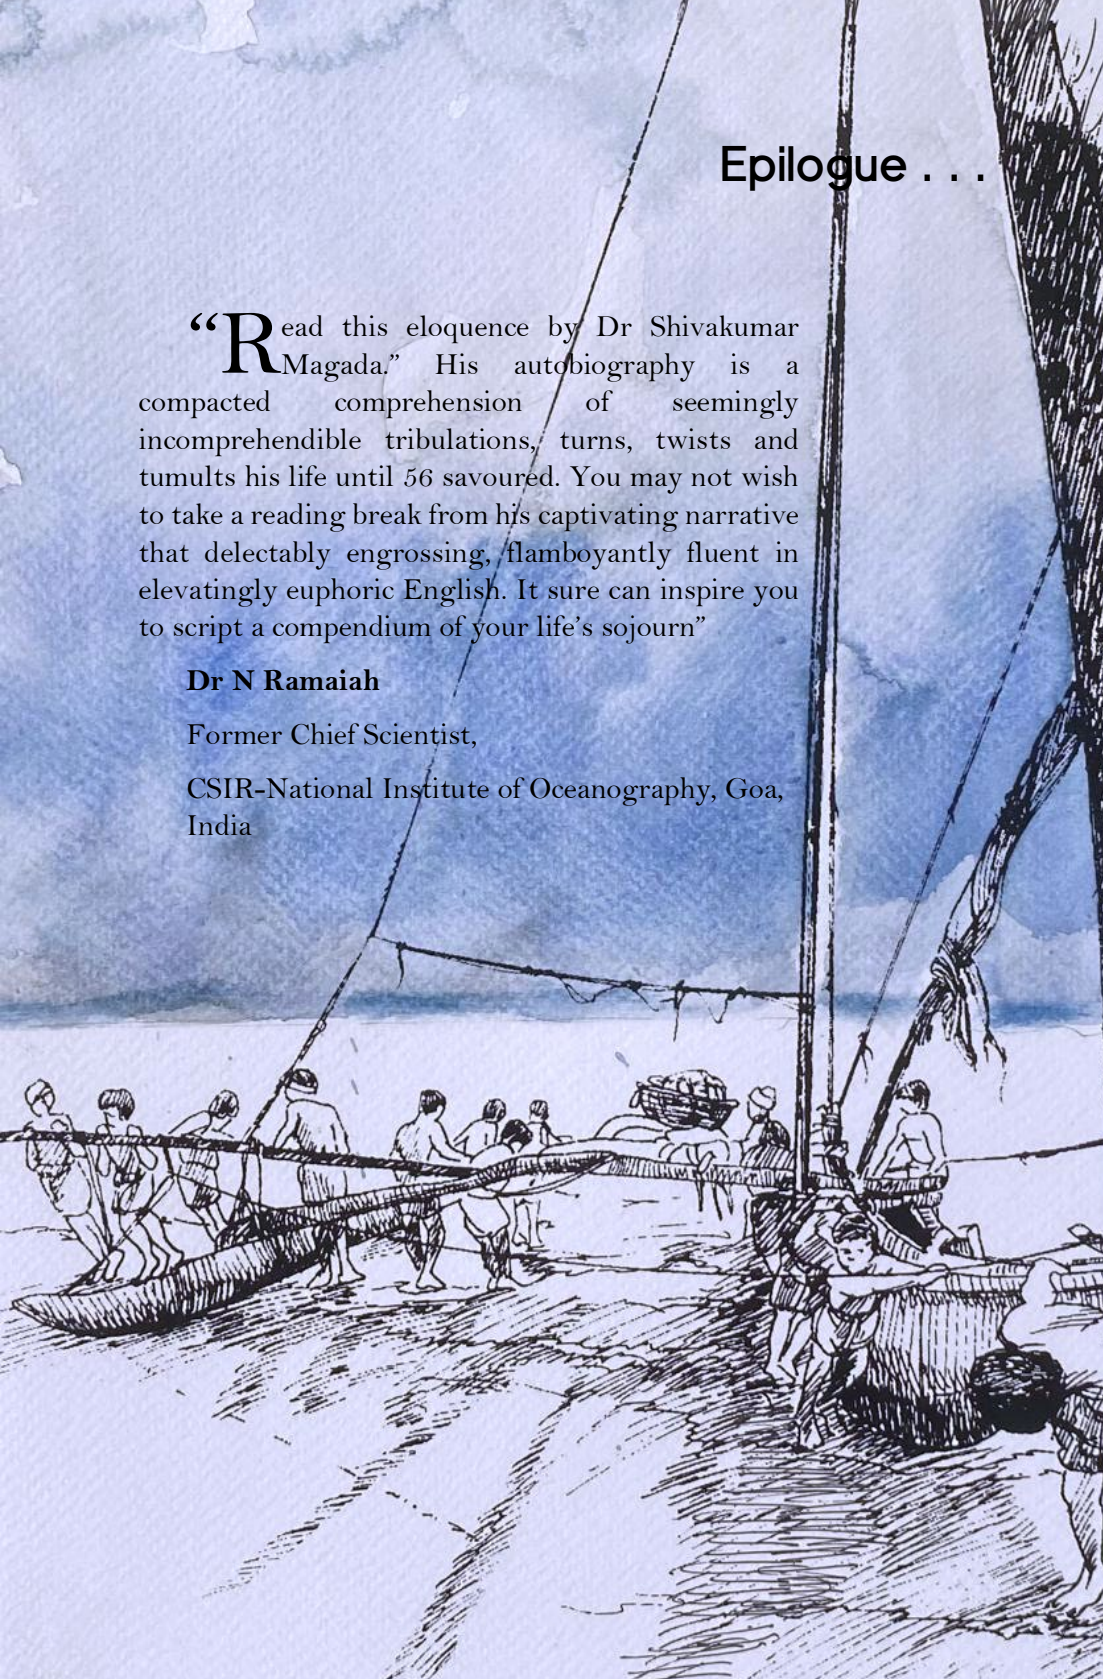 Epilogue . . .
“Read this eloquence by Dr Shivakumar
Magada.” His autobiography is a
compacted comprehension of seemingly
incomprehendible tribulations, turns, twists and
tumults his life until 56 savoured. You may not wish
to take a reading break from his captivating narrative
that delectably engrossing, flamboyantly fluent in
elevatingly euphoric English. It sure can inspire you
to script a compendium of your life’s sojourn”
Dr N Ramaiah
Former Chief Scientist,
CSIR-National Institute of Oceanography, Goa,
India